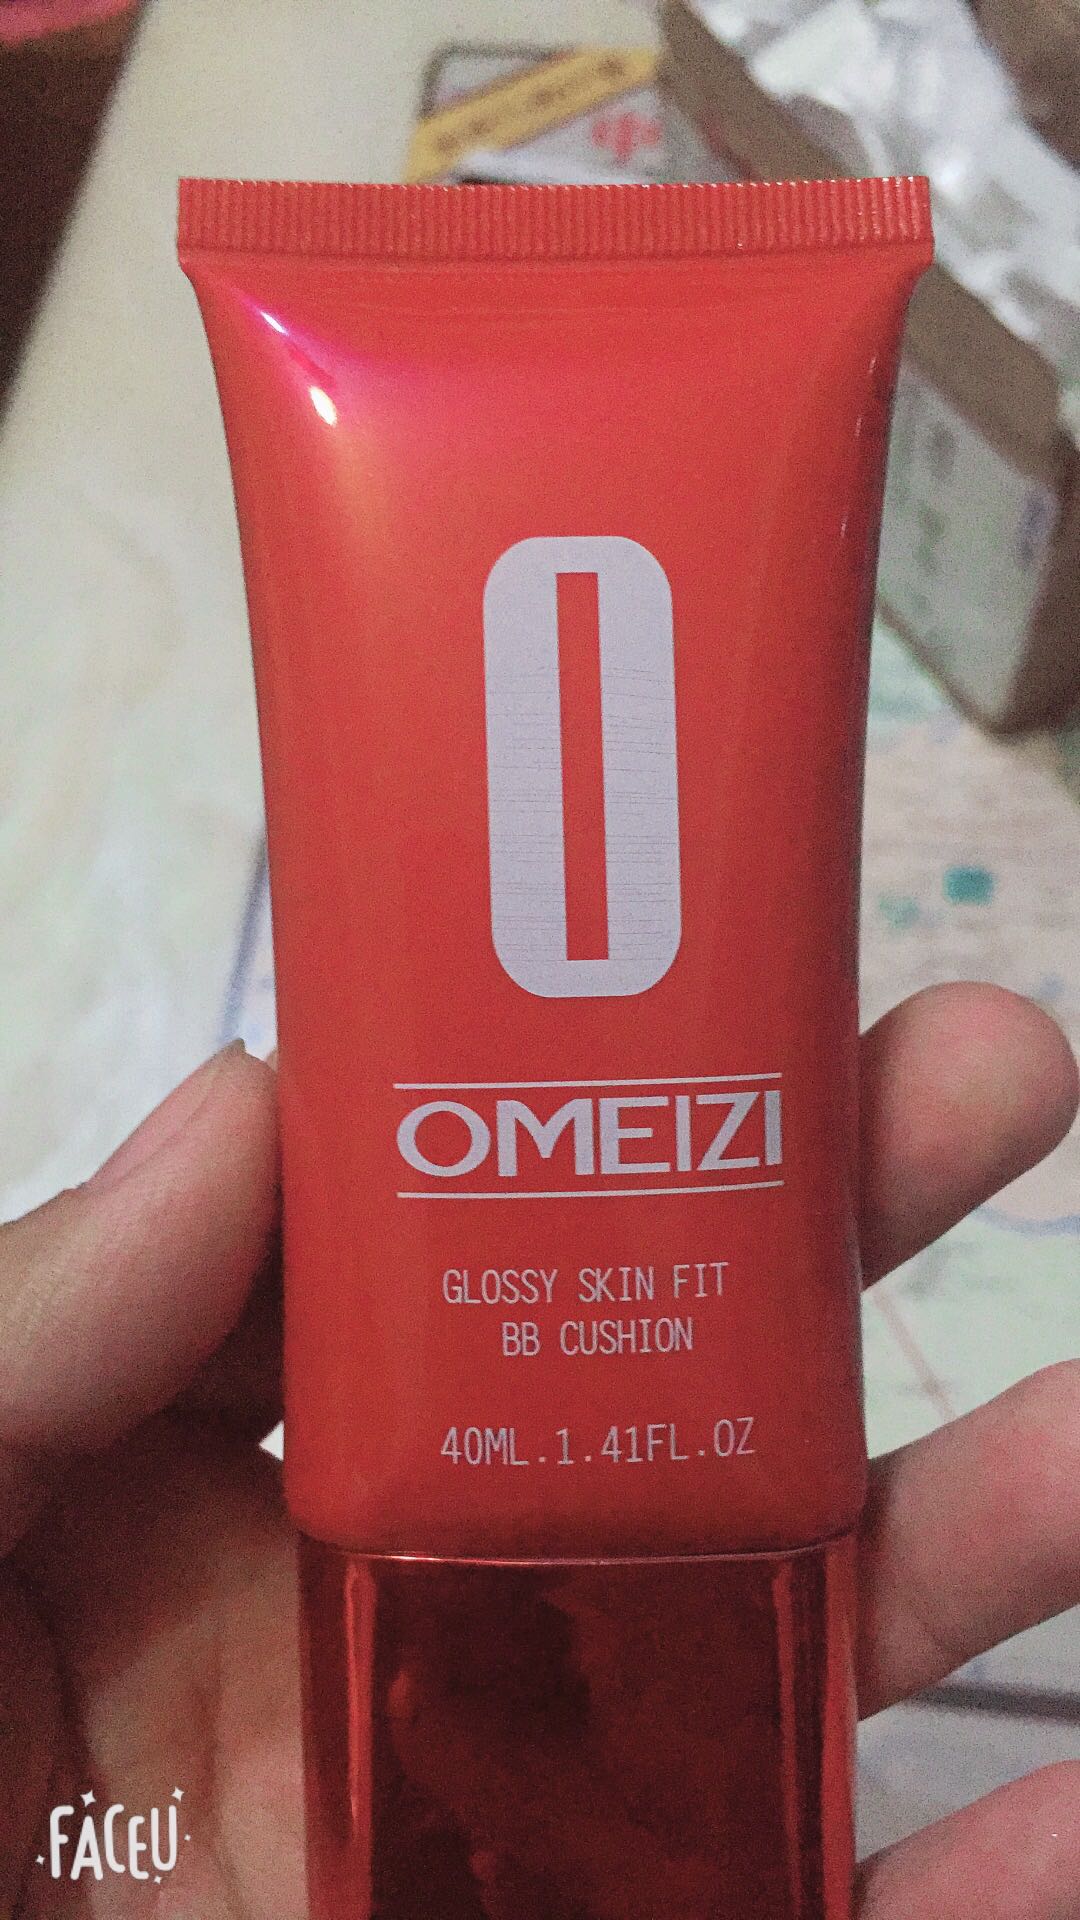 O
OMEIZI
GLOSSY SKIN FIT
BB CUSHION
40ML.1.41FL.OZ
FACEU